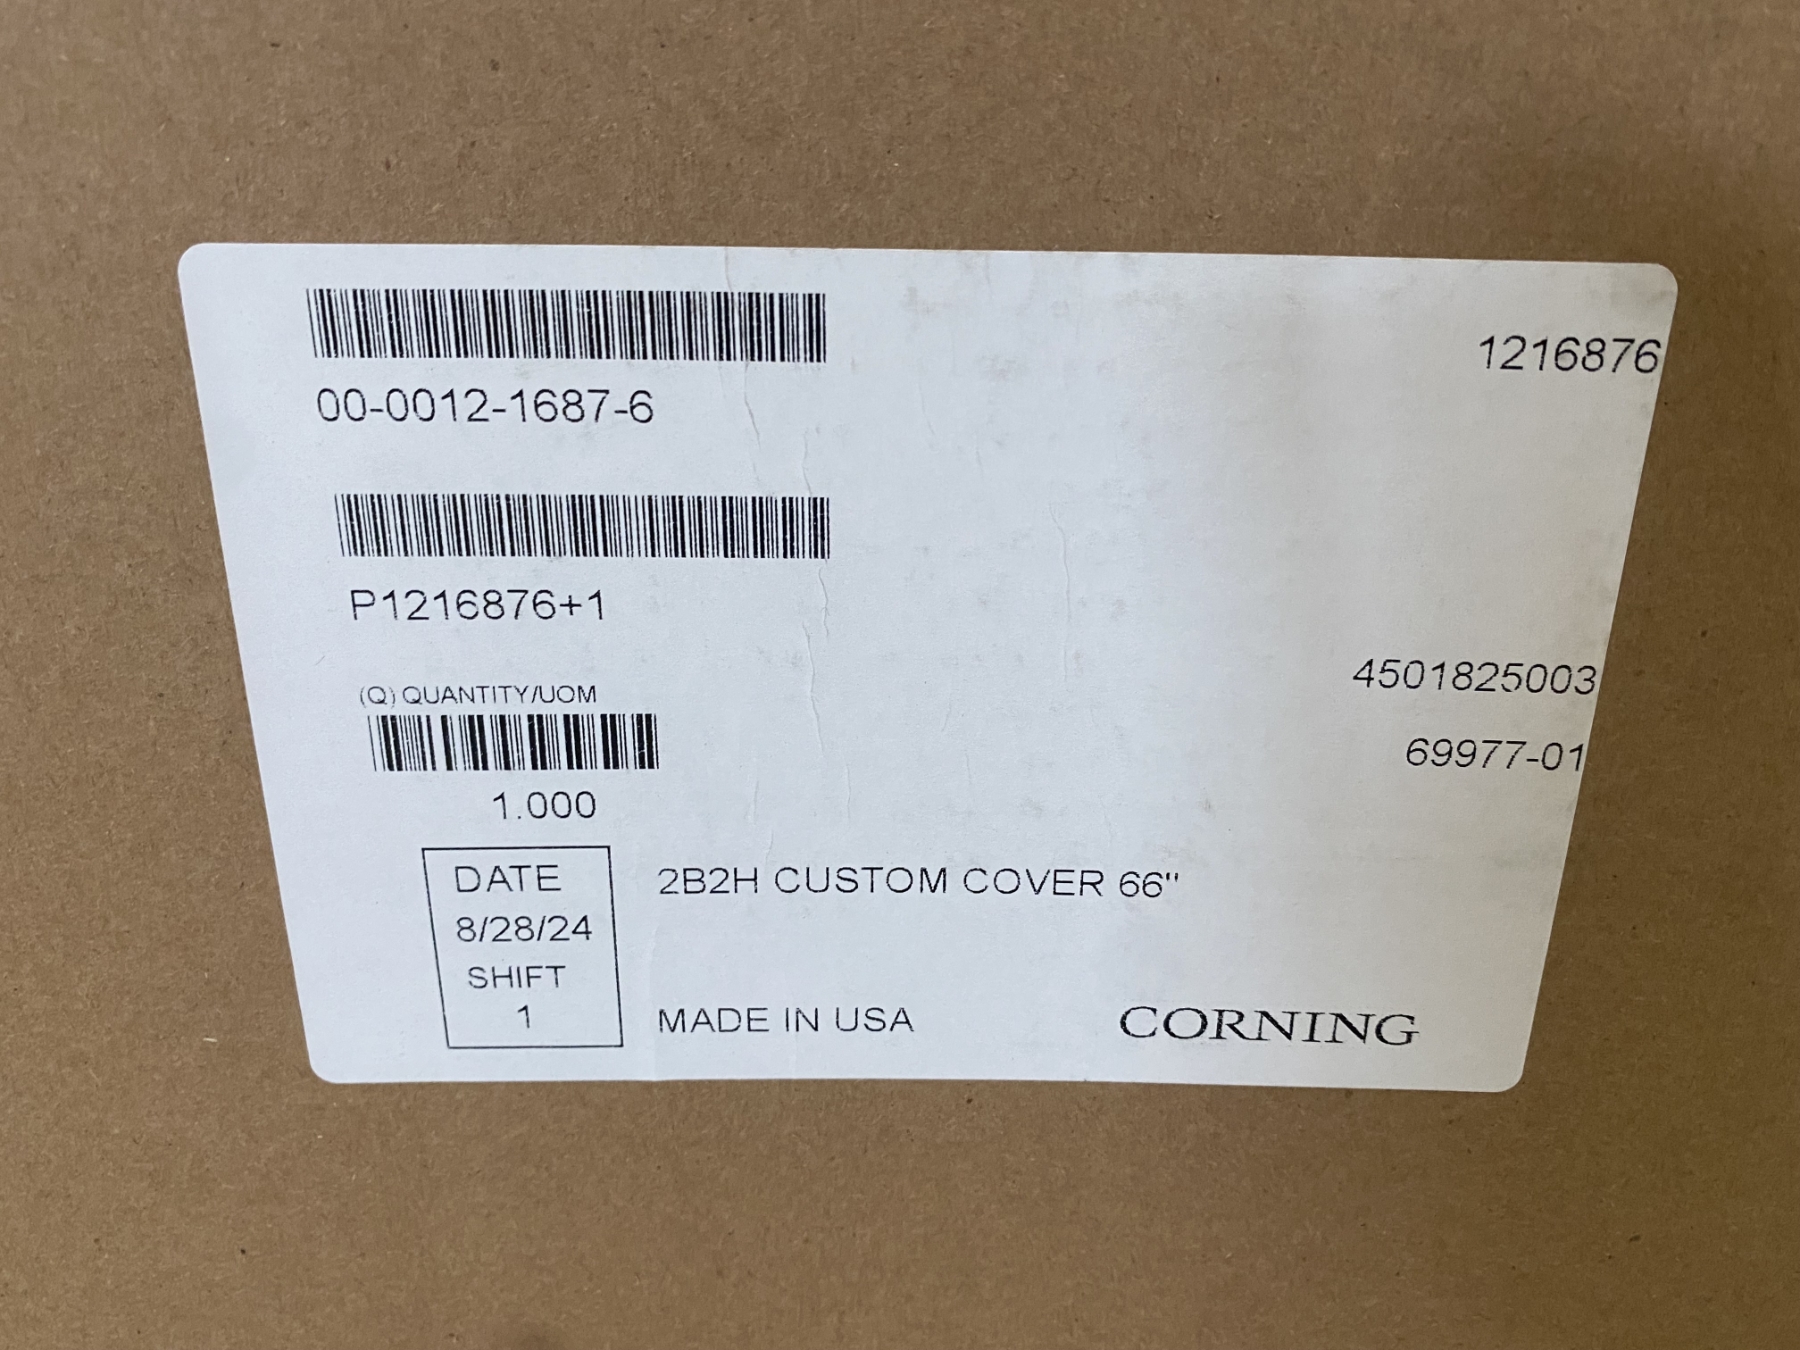 1216876
00-0012-1687-6
P1216876+1
4501825003
(Q) QUANTITY/UOM
69977-01
1.000
DATE
8/28/24
SHIFT
1
2B2H CUSTOM COVER 66"
MADE IN USA
CORNING